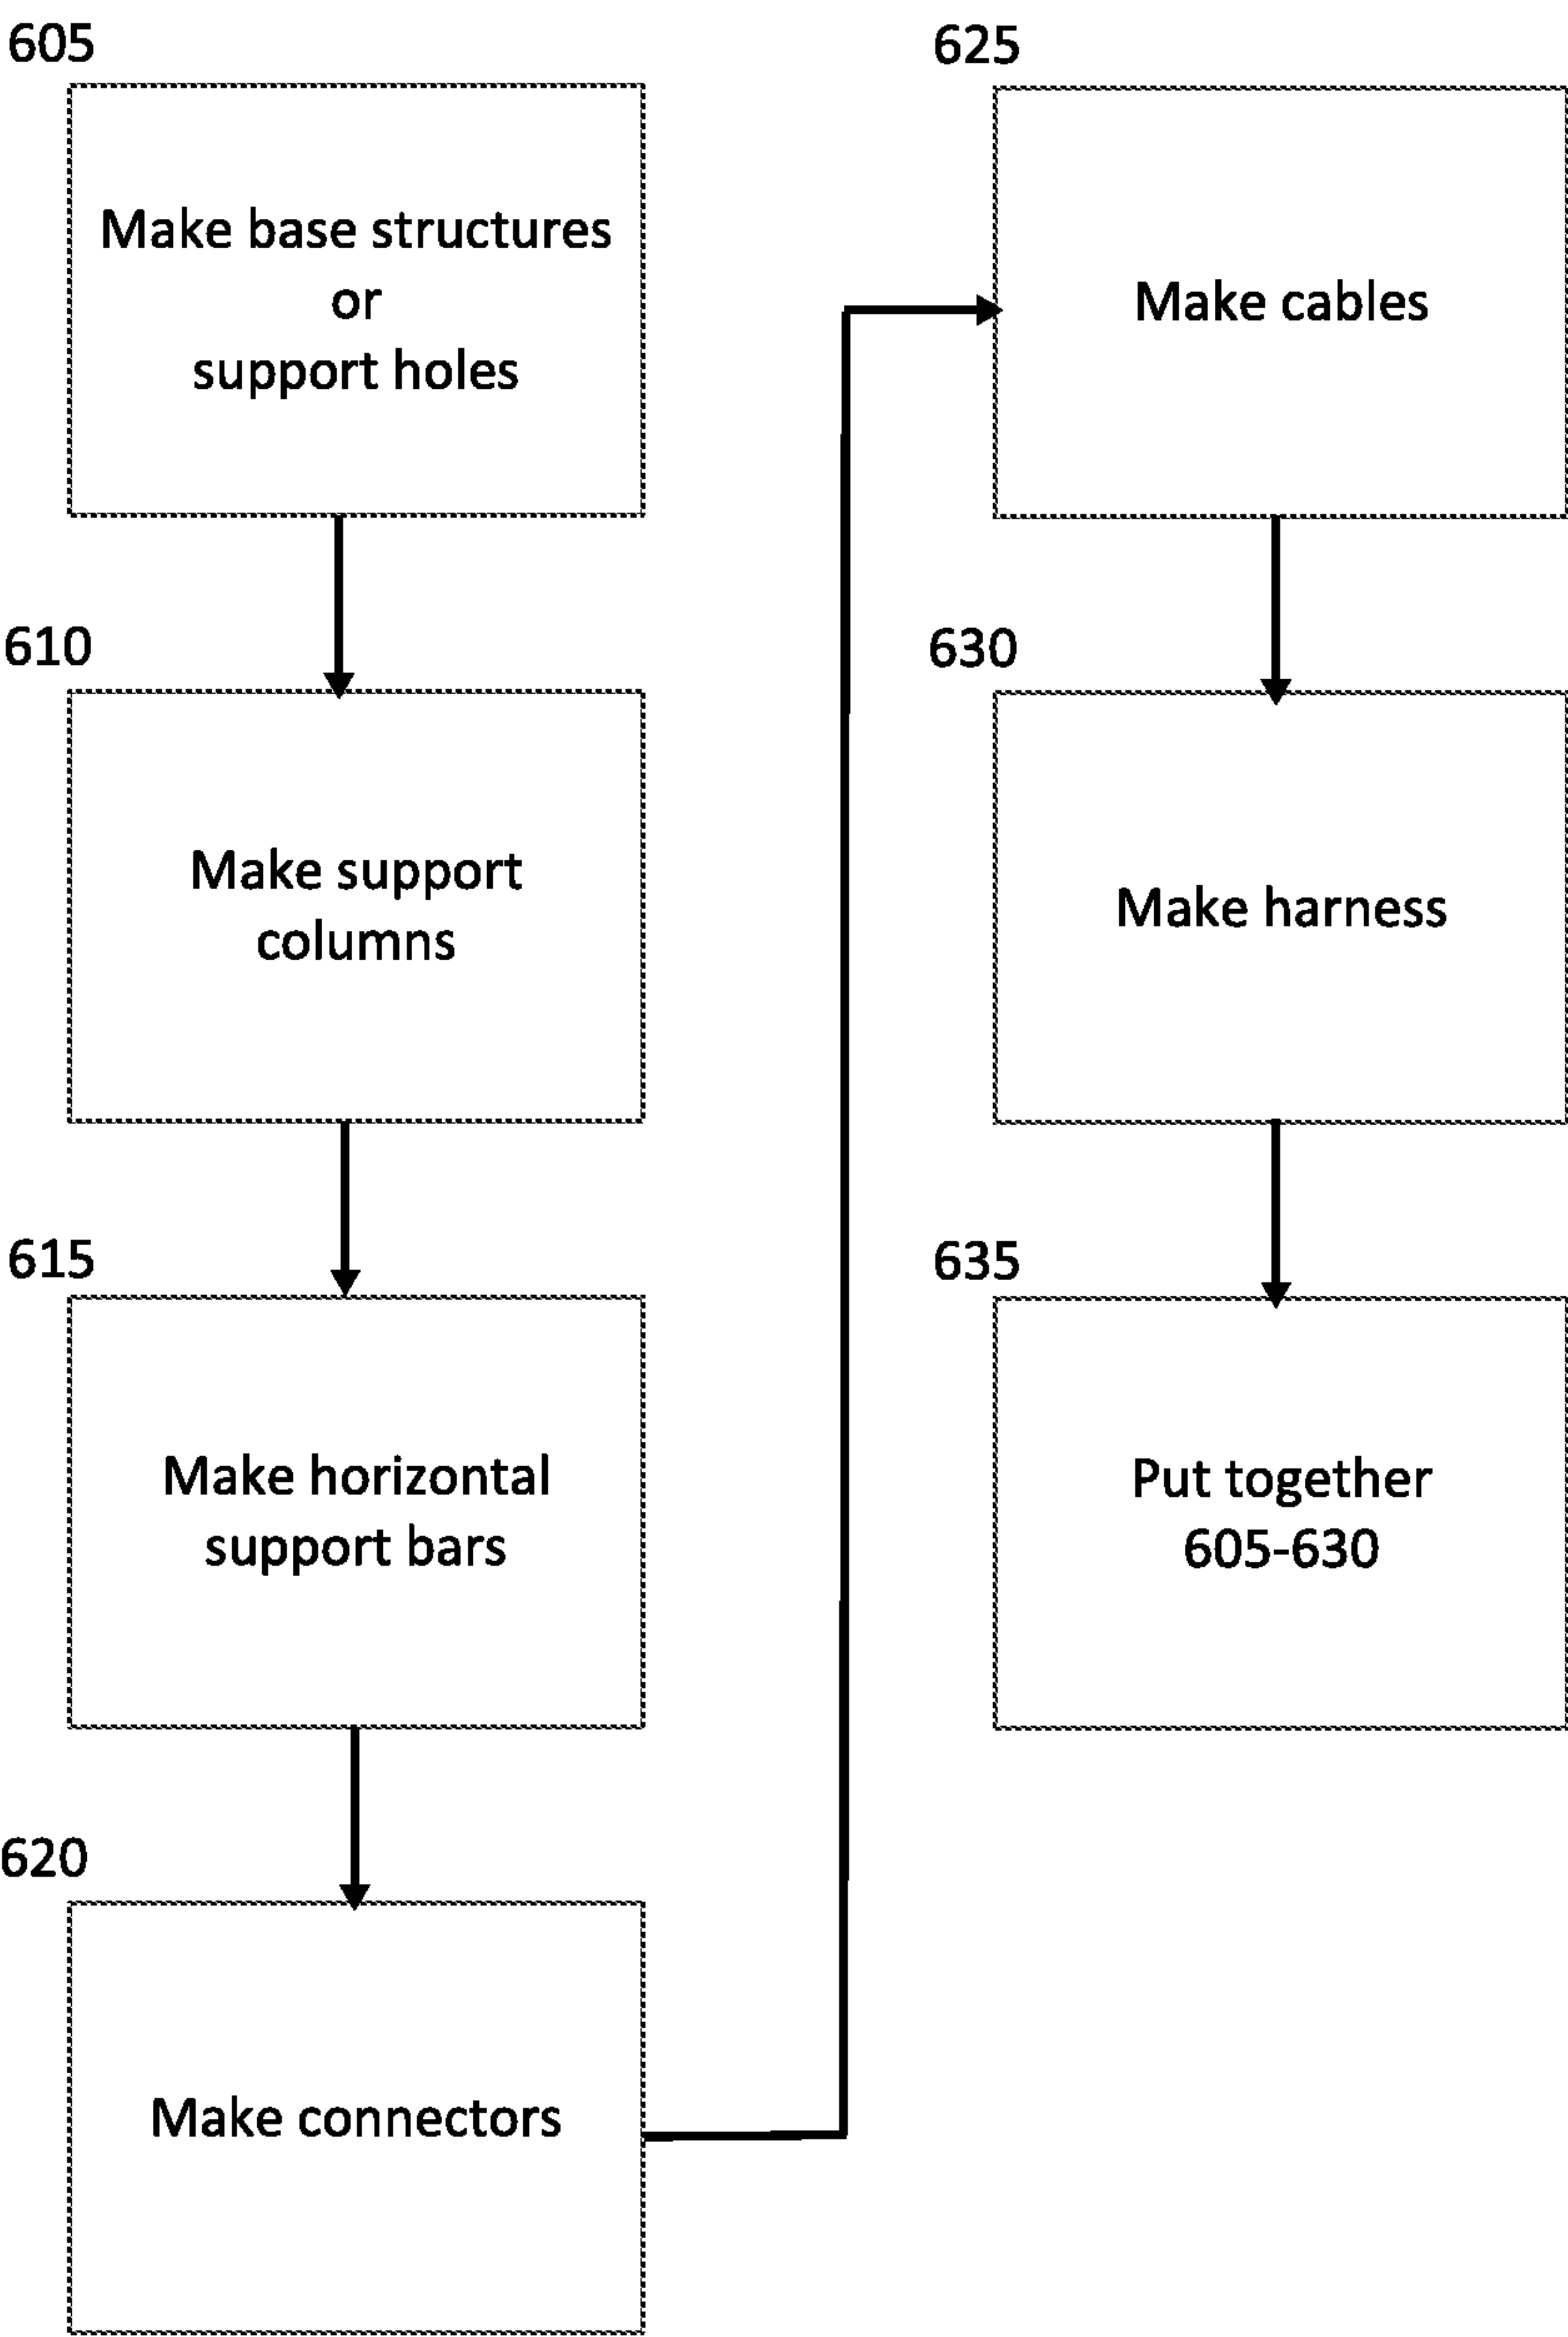 605
Make base structures
or
support holes
610
Make support
columns
615
Make horizontal
support bars
620
Make connectors
625
Make cables
630
Make harness
635
Put together
605-630